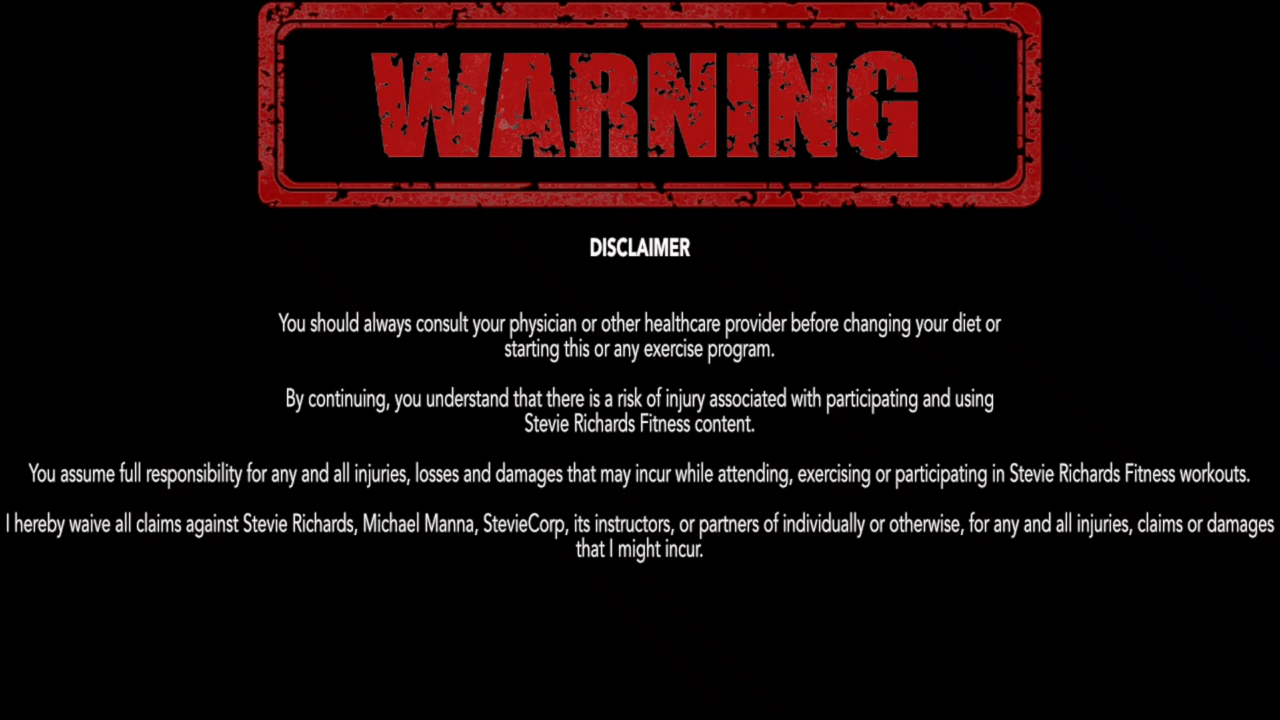 WARNING
DISCLAIMER
You should always consult your physician or other healthcare provider before changing your diet or
starting this or any exercise program.
By continuing, you understand that there is a risk of injury associated with participating and using
Stevie Richards Fitness content.
You assume full responsibility for any and all injuries, losses and damages that may incur while attending, exercising or participating in Stevie Richards Fitness workouts.
I hereby waive all claims against Stevie Richards, Michael Manna, StevieCorp, its instructors, or partners of individually or otherwise, for any and all injuries, claims or damages
that I might incur.